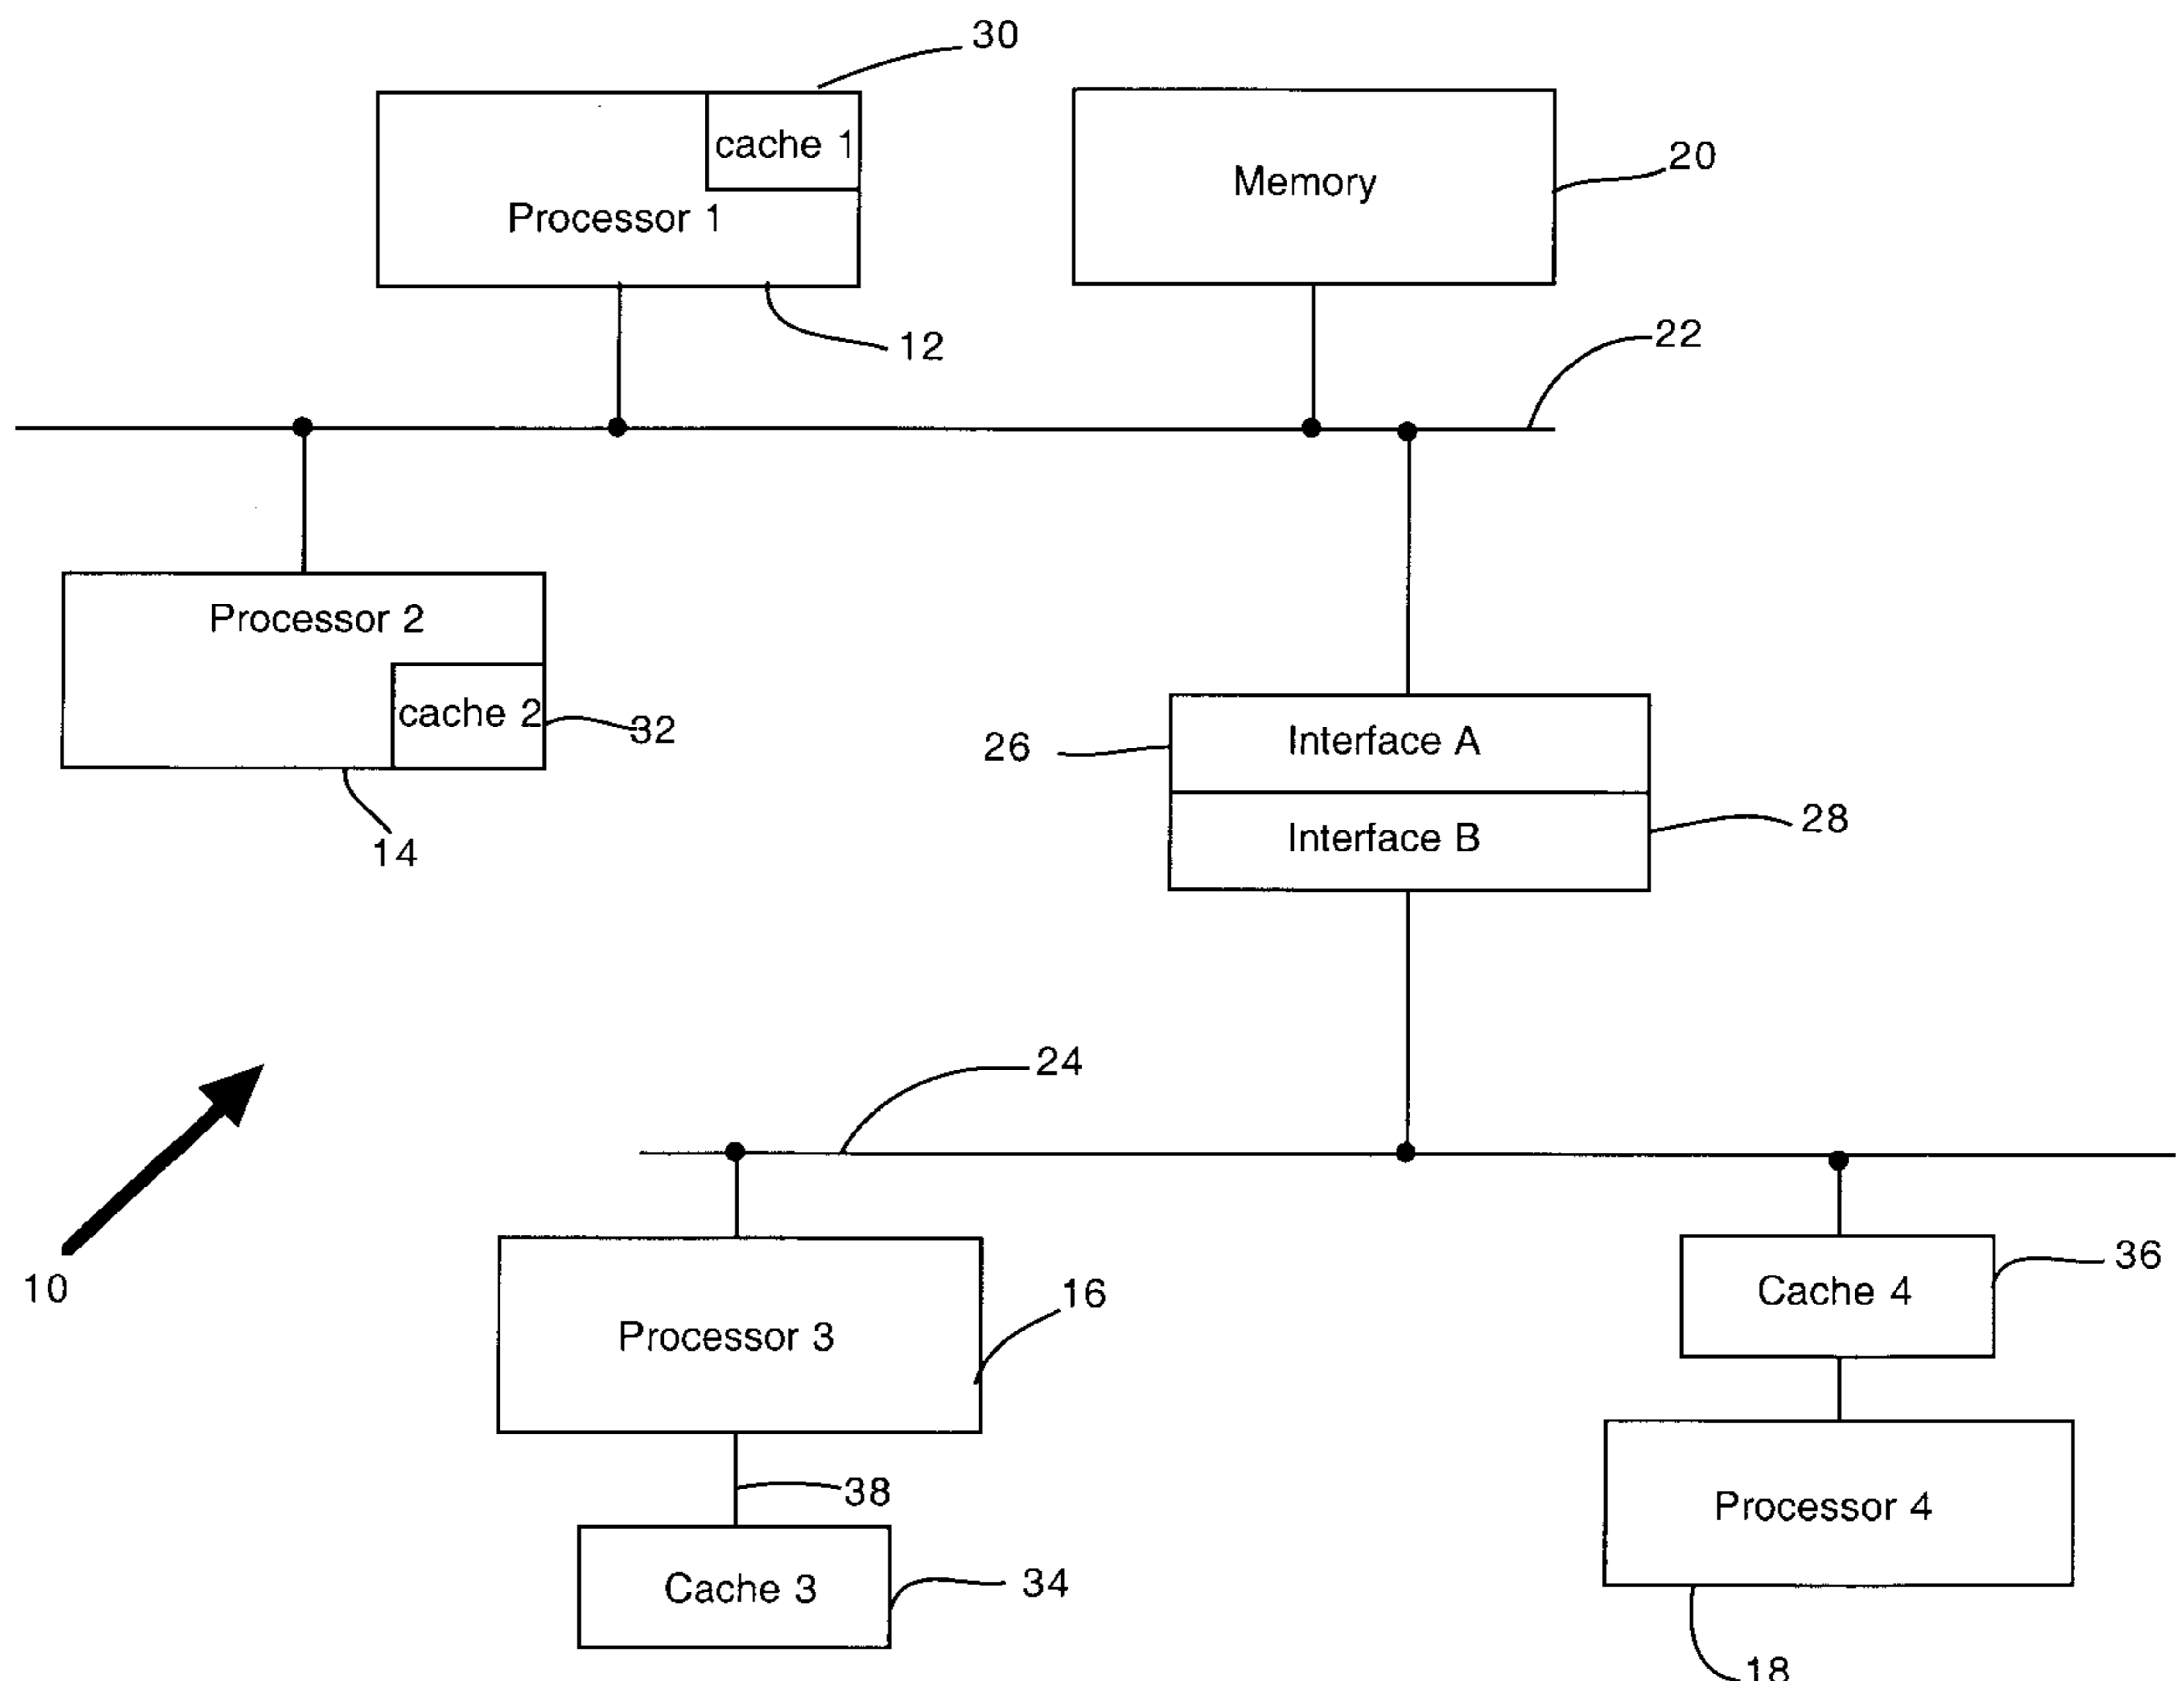 30
cache 1
Memory
20
Processor 1
12
22
Processor 2
cache 2
32
26
Interface A
Interface B
28
14
24
10
36
Cache 4
16
Processor 3
38
Processor 4
Cache 3
34
18